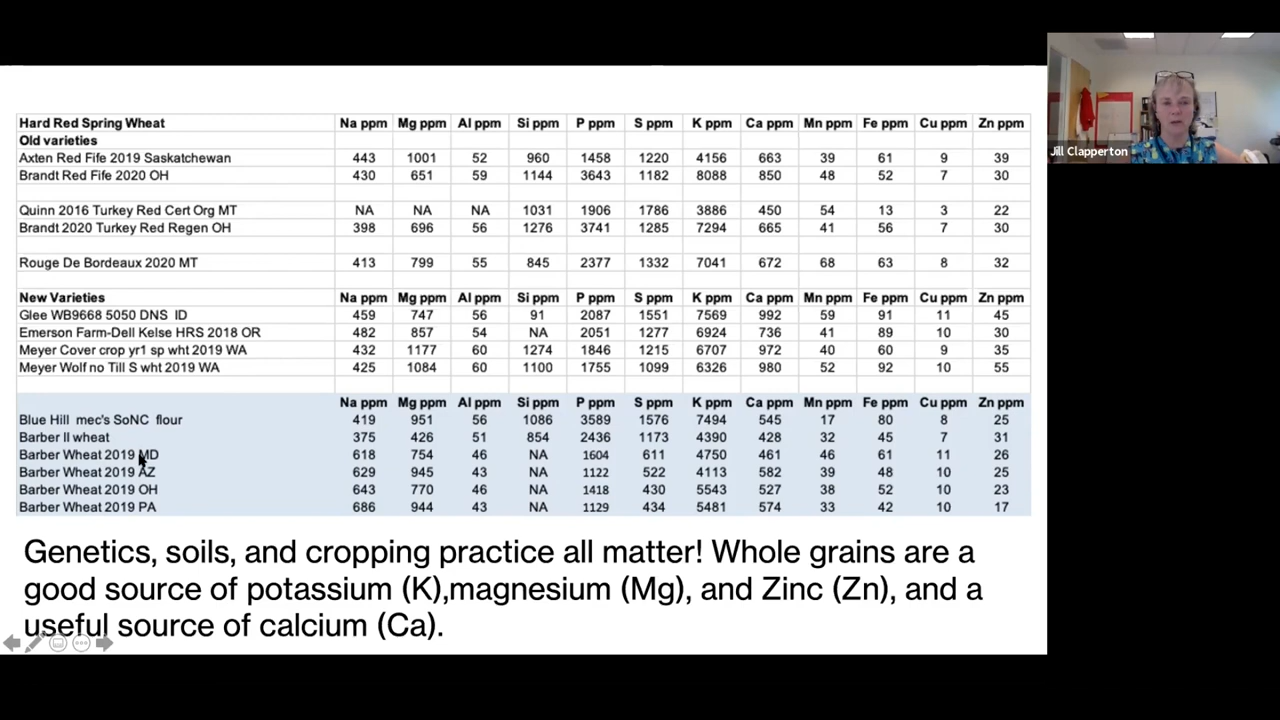 Hard Red Spring Wheat Na ppm Mg ppm Al ppm Si ppm P ppm S ppm K ppm Ca ppm Mn ppm Fe ppm Cu ppm Zn ppm
Old varieties
Axten Red Fife 2019 Saskatchewan 443 1001 52 960 1458 1220 4156 663 39 61 9 39
Brandt Red Fife 2020 OH 430 651 59 1144 3643 1182 8088 850 48 52 7 30
Quinn 2016 Turkey Red Cert Org MT NA NA NA 1031 1906 1786 3886 450 54 13 3 22
Brandt 2020 Turkey Red Regen OH 398 696 56 1276 3741 1285 7294 665 41 56 7 30
Rouge De Bordeaux 2020 MT 413 799 55 845 2377 1332 7041 672 68 63 8 32
New Varieties Na ppm Mg ppm Al ppm Si ppm P ppm S ppm K ppm Ca ppm Mn ppm Fe ppm Cu ppm Zn ppm
Glee WB9668 5050 DNS ID 459 747 56 91 2087 1551 7569 992 59 91 11 45
Emerson Farm-Dell Kelse HRS 2018 OR 482 857 54 NA 2051 1277 6924 736 41 89 10 30
Meyer Cover crop yr1 sp wht 2019 WA 432 1177 60 1274 1846 1215 6707 972 40 60 9 35
Meyer Wolf no Till S wht 2019 WA 425 1084 60 1100 1755 1099 6326 980 52 92 10 55
Na ppm Mg ppm Al ppm Si ppm P ppm S ppm K ppm Ca ppm Mn ppm Fe ppm Cu ppm Zn ppm
Blue Hill mec's SoNC flour 419 951 56 1086 3589 1576 7494 545 17 80 8 25
Barber II wheat 375 426 51 854 2436 1173 4390 428 32 45 7 31
Barber Wheat 2019 MD 618 754 46 NA 1604 611 4750 461 46 61 11 26
Barber Wheat 2019 AZ 629 945 43 NA 1122 522 4113 582 39 48 10 25
Barber Wheat 2019 OH 643 770 46 NA 1418 430 5543 527 38 52 10 23
Barber Wheat 2019 PA 686 944 43 NA 1129 434 5481 574 33 42 10 17
Genetics, soils, and cropping practice all matter! Whole grains are a
good source of potassium (K),magnesium (Mg), and Zinc (Zn), and a
useful source of calcium (Ca).
Jill Clapperton